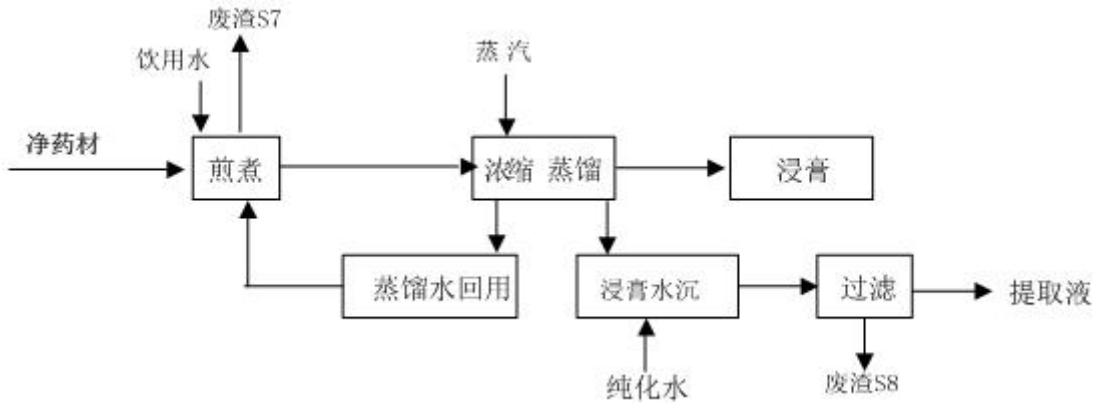 废渣S7
饮用水
蒸 汽
净药材
煎煮
浓缩 蒸馏
浸膏
蒸馏水回用
浸膏水沉
过滤
提取液
纯化水
废渣S8